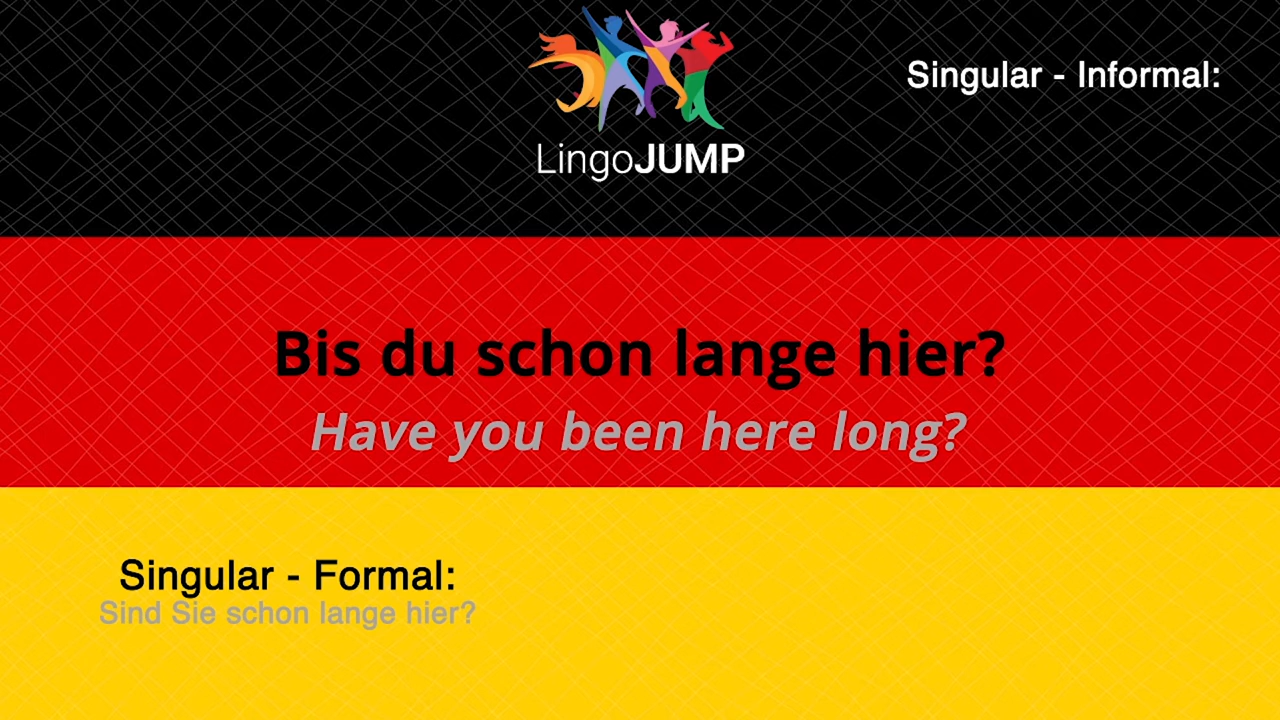 Singular - Informal:
LingoJUMP
Bis du schon lange hier?
Have you been here long?
Singular - Formal:
Sind Sie schon lange hier?